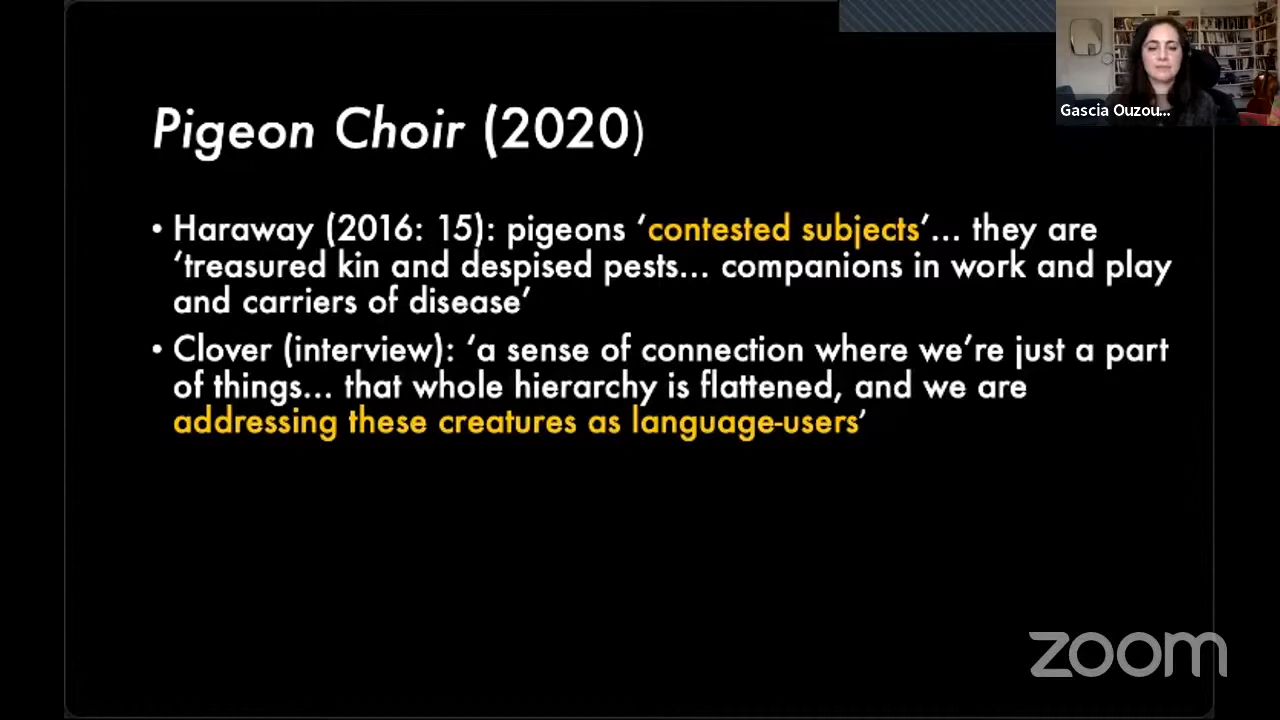 Gascia Ouzou...
Pigeon Choir (2020)
• Haraway (2016: 15): pigeons ‘contested subjects’... they are
‘treasured kin and despised pests... companions in work and play
and carriers of disease’
• Clover (interview): ‘a sense of connection where we’re just a part
of things... that whole hierarchy is flattened, and we are
addressing these creatures as language-users’
zoom